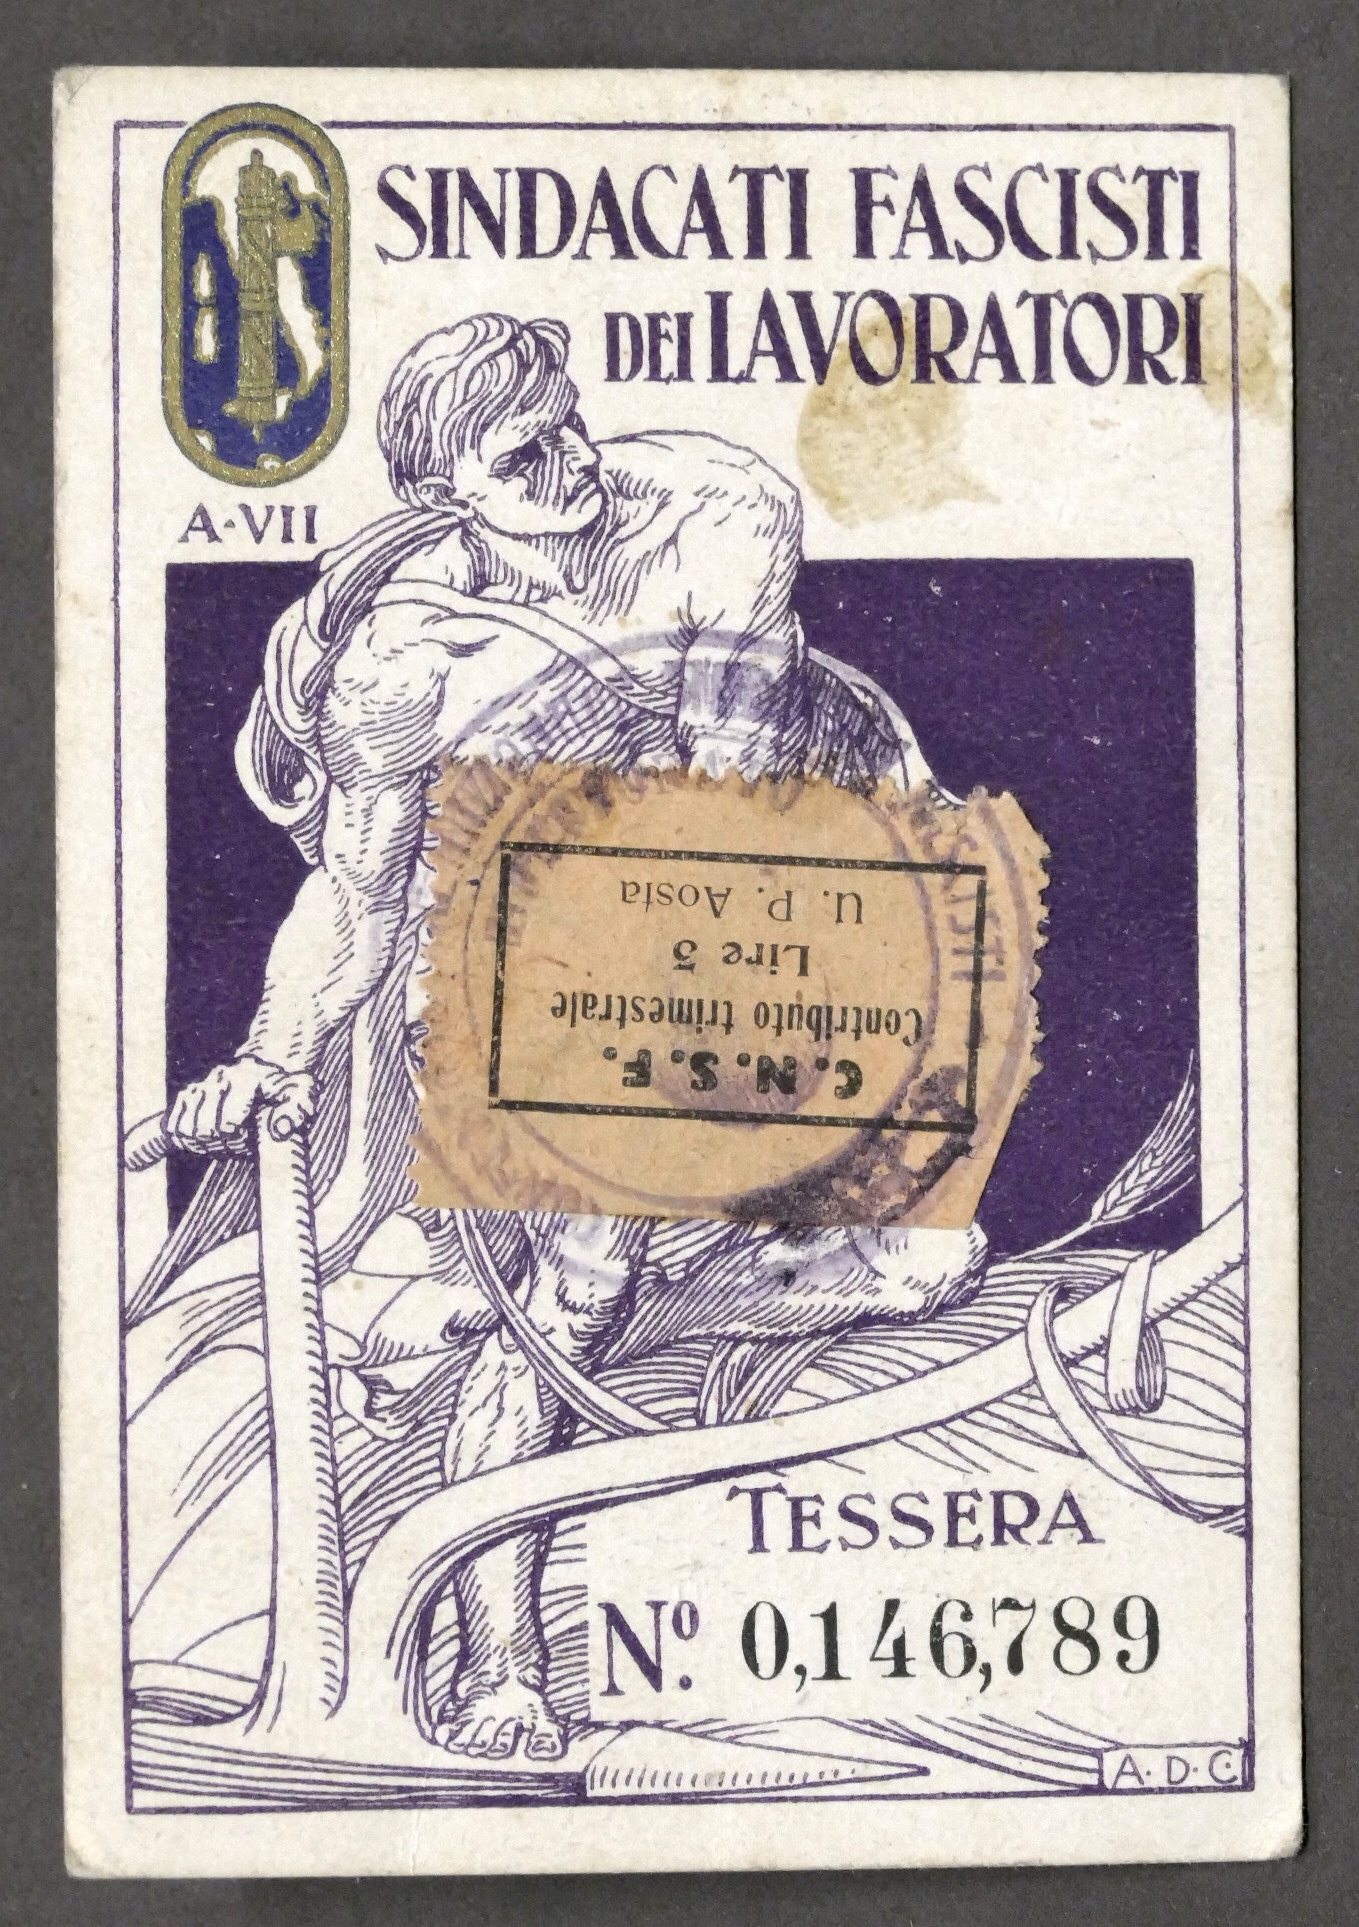 SINDACATI FASCISTI
DEI LAVORATORI
A·VII
C.N.S.F.
Contributo trimestrale
Lire 3
U. P. Aosta
TESSERA
Nº. 0,146,789
A·D·C·